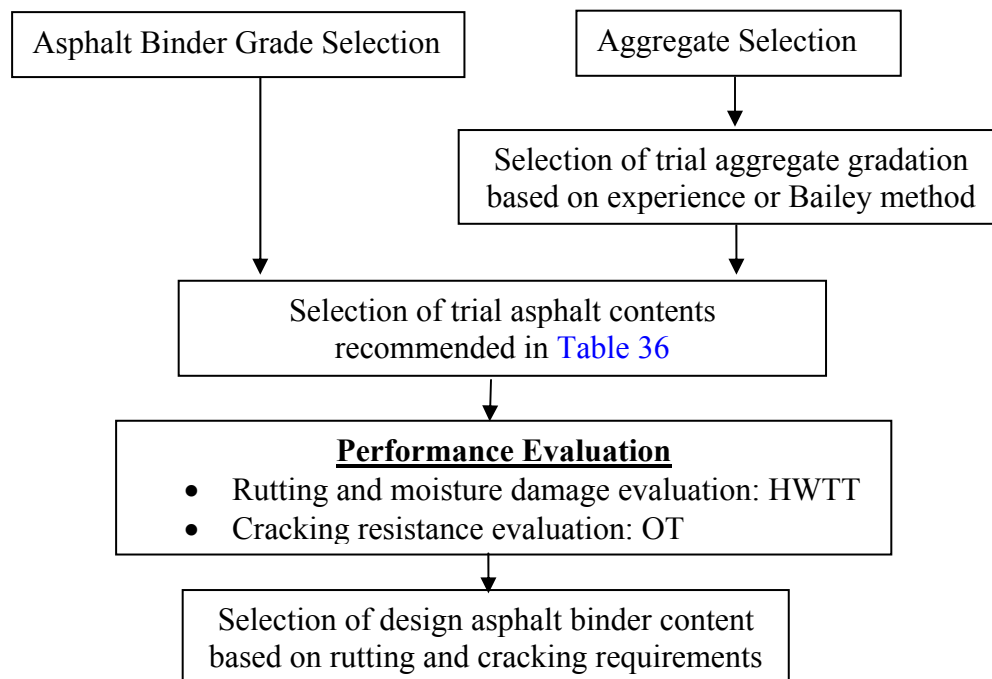 Asphalt Binder Grade Selection
Aggregate Selection
Selection of trial aggregate gradation
based on experience or Bailey method
Selection of trial asphalt contents
recommended in Table 36
Performance Evaluation
• Rutting and moisture damage evaluation: HWTT
• Cracking resistance evaluation: OT
Selection of design asphalt binder content
based on rutting and cracking requirements